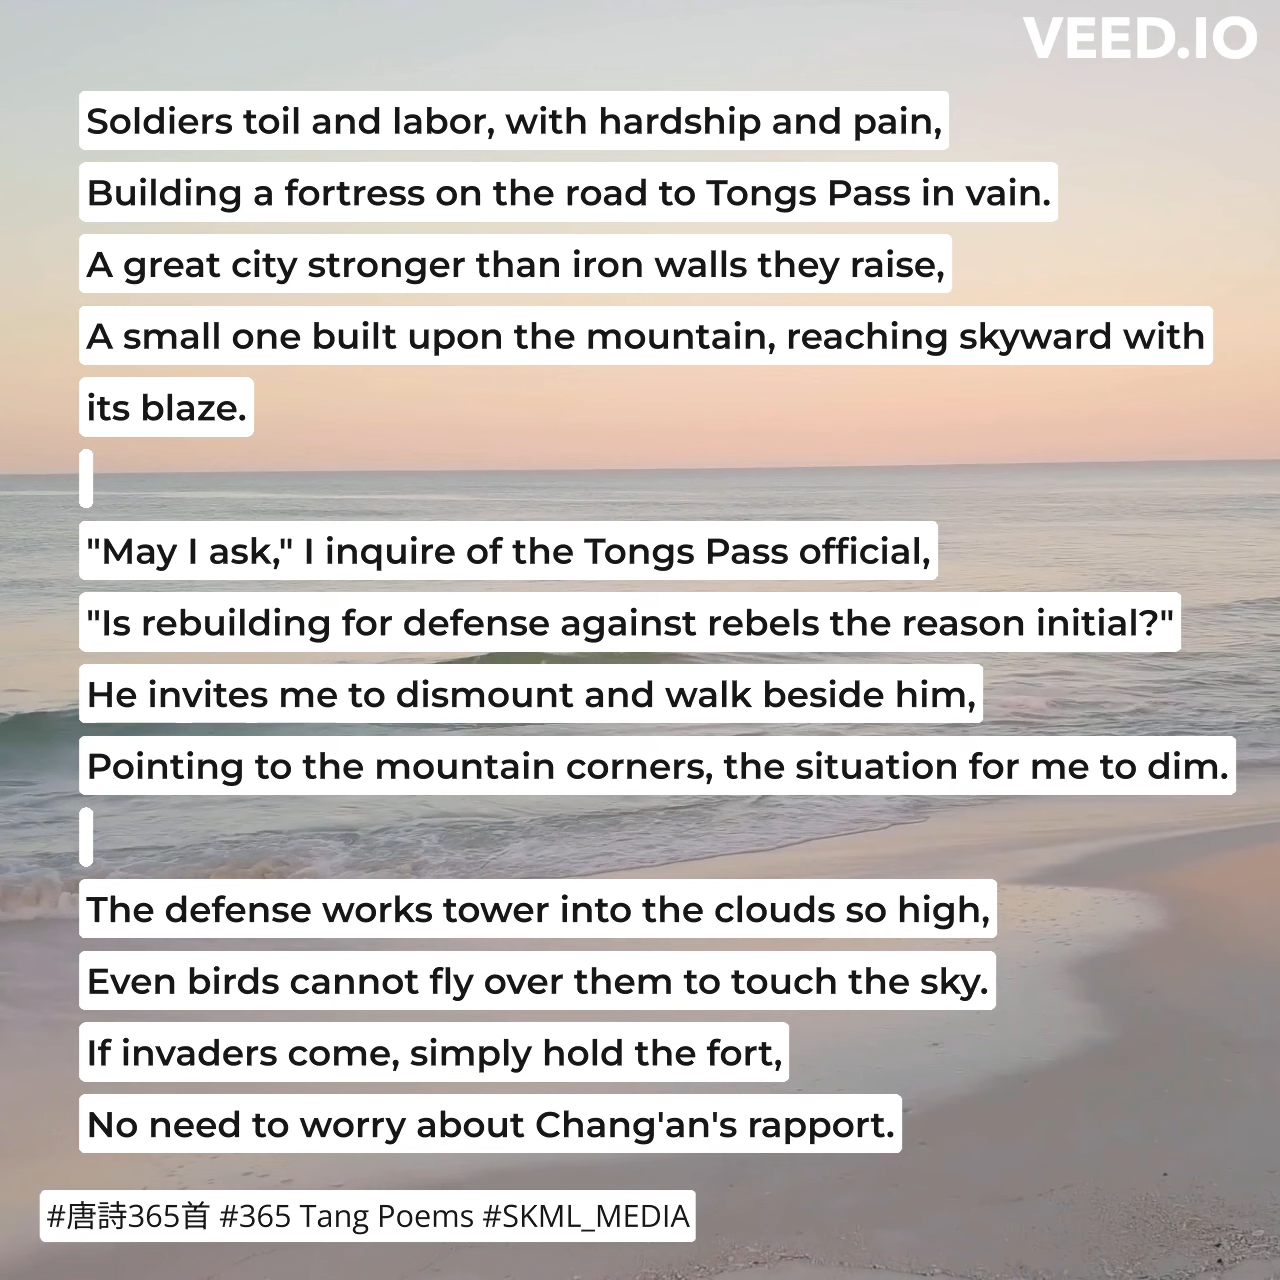 VEED.IO
Soldiers toil and labor, with hardship and pain,
Building a fortress on the road to Tongs Pass in vain.
A great city stronger than iron walls they raise,
A small one built upon the mountain, reaching skyward with
its blaze.
"May I ask," I inquire of the Tongs Pass official,
"Is rebuilding for defense against rebels the reason initial?"
He invites me to dismount and walk beside him,
Pointing to the mountain corners, the situation for me to dim.
The defense works tower into the clouds so high,
Even birds cannot fly over them to touch the sky.
If invaders come, simply hold the fort,
No need to worry about Chang'an's rapport.
#唐詩365首 #365 Tang Poems #SKML_MEDIA